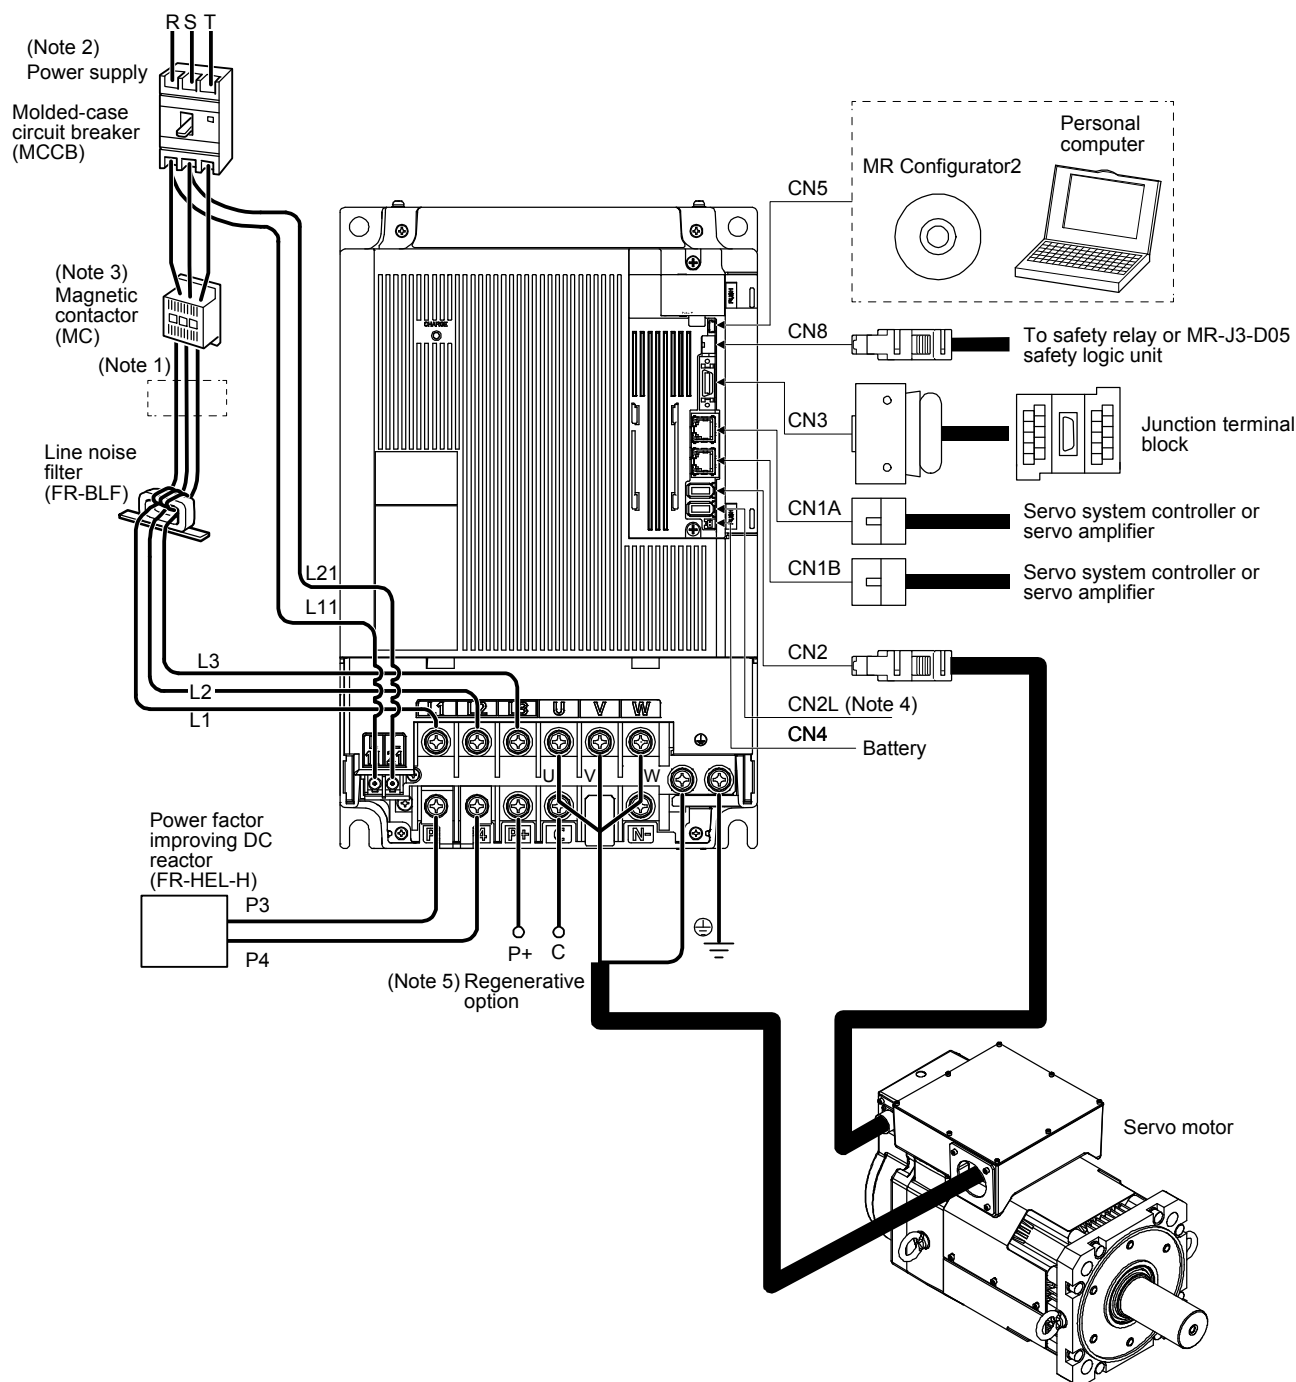 R S T
(Note 2)
Power supply
Molded-case
circuit breaker
(MCCB)
Personal
computer
MR Configurator2
CN5
(Note 3)
Magnetic
contactor
(MC)
(Note 1)
CHARGE
PUSH
CN8
To safety relay or MR-J3-D05
safety logic unit
CN3
Junction terminal
block
Line noise
filter
(FR-BLF)
CN1A
Servo system controller or
servo amplifier
PUSH
L21
CN1B
Servo system controller or
servo amplifier
L11
L3
CN2
L2
L1
CN2L (Note 4)
U V W
CN4
Battery
U V W
Power factor
improving DC
reactor
(FR-HEL-H)
P+ C N-
P3
P4
P+ C
(Note 5) Regenerative
option
Servo motor